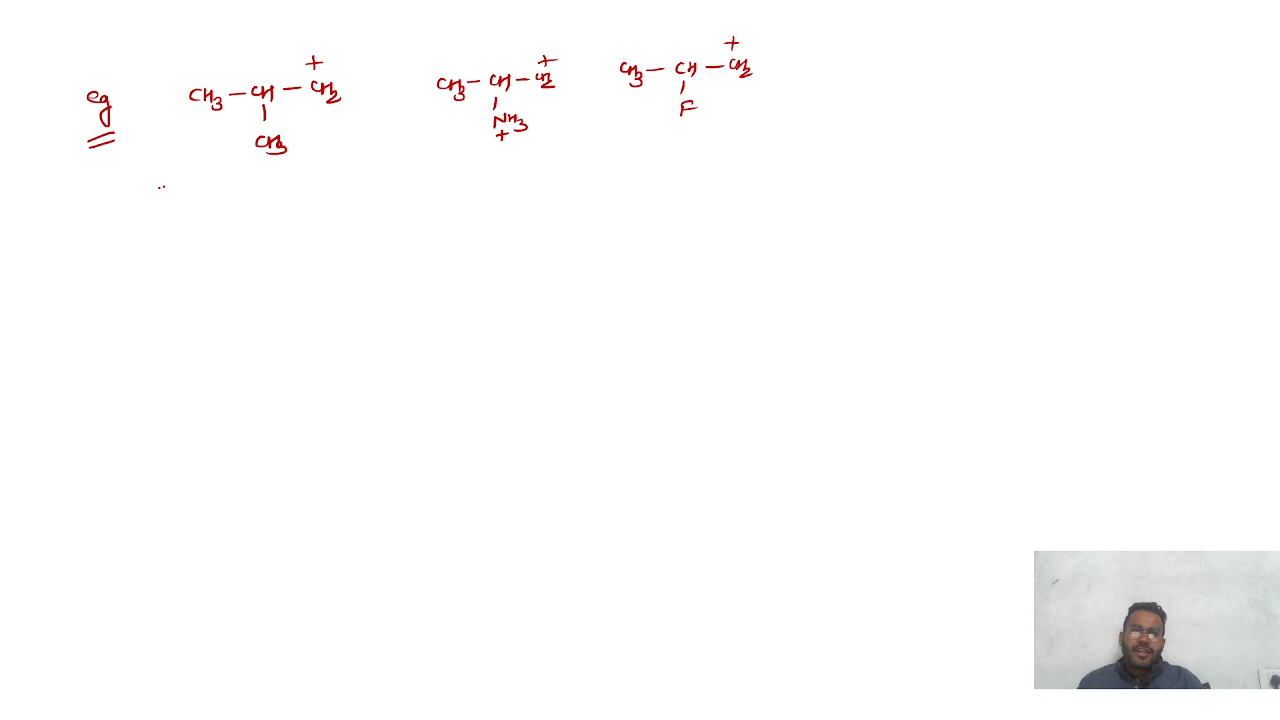 eg CH3 – CH – CH2 + CH3 – CH – CH2 + CH3 – CH – CH2 +
CH3 NH3 + F